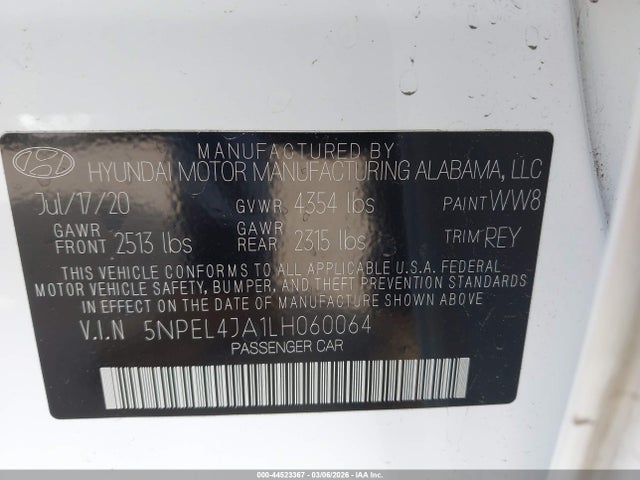 MANUFACTURED BY
HYUNDAI MOTOR MANUFACTURING ALABAMA, LLC
Jul/17/20 GVWR 4354 lbs PAINT WW8
GAWR FRONT 2513 lbs GAWR REAR 2315 lbs TRIM REY
THIS VEHICLE CONFORMS TO ALL APPLICABLE U.S.A. FEDERAL
MOTOR VEHICLE SAFETY, BUMPER, AND THEFT PREVENTION STANDARDS
IN EFFECT ON THE DATE OF MANUFACTURE SHOWN ABOVE.
V.I.N 5NPEL4JA1LH060064
PASSENGER CAR
000-44523367 - 03/06/2026 - IAA Inc.